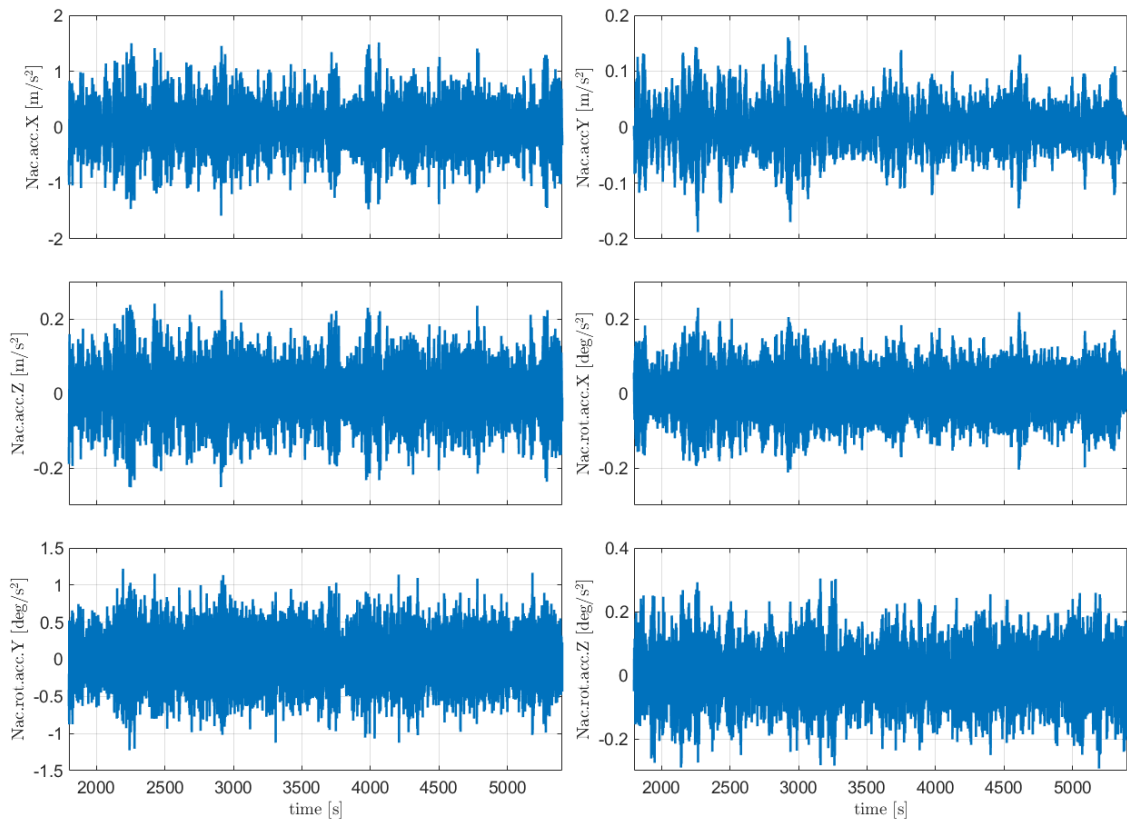 2
1
0
-1
-2
Nac.acc.X [m/s²]
0.2
0.1
0
-0.1
-0.2
Nac.accY [m/s²]
0.2
0
-0.2
Nac.acc.Z [m/s²]
0.2
0
-0.2
Nac.rot.acc.X [deg/s²]
1.5
1
0.5
0
-0.5
-1
-1.5
Nac.rot.acc.Y [deg/s²]
2000 2500 3000 3500 4000 4500 5000
time [s]
0.4
0.2
0
-0.2
Nac.rot.acc.Z [deg/s²]
2000 2500 3000 3500 4000 4500 5000
time [s]